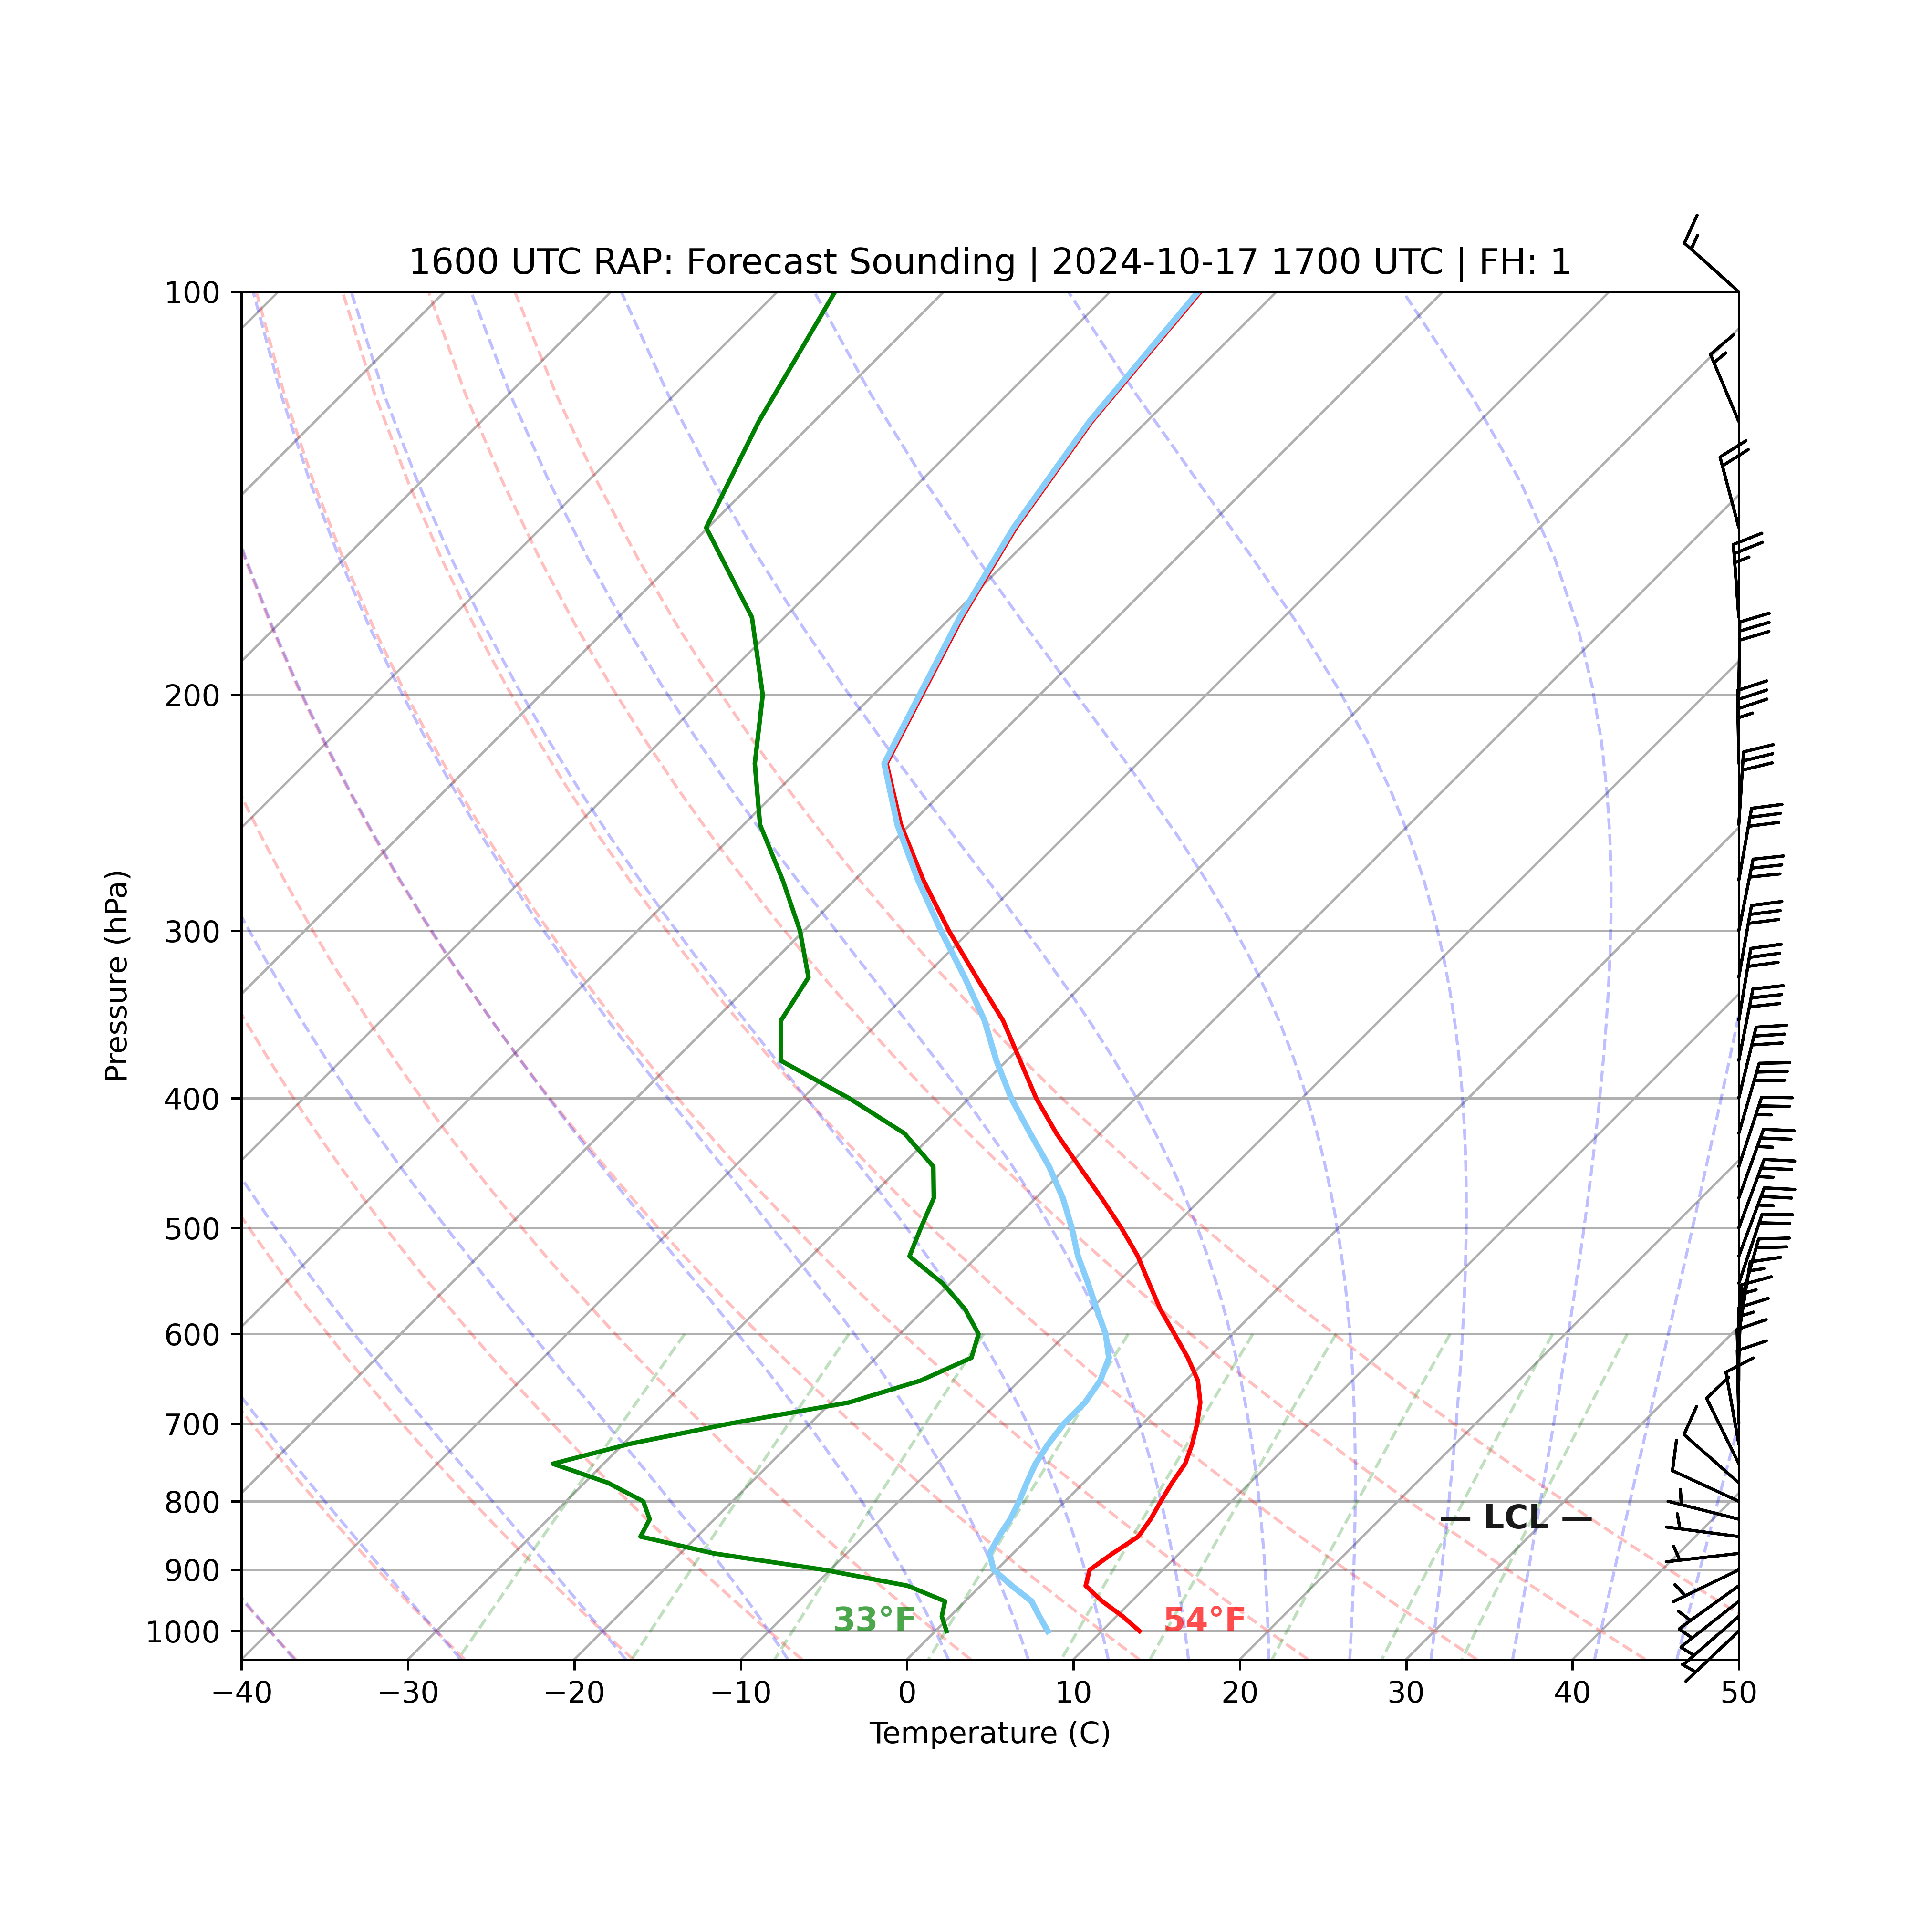 1600 UTC RAP: Forecast Sounding | 2024-10-17 1700 UTC | FH: 1
100
200
300
400
500
600
700
800
900
1000
Pressure (hPa)
— LCL —
33°F
54°F
−40 −30 −20 −10 0 10 20 30 40 50
Temperature (C)